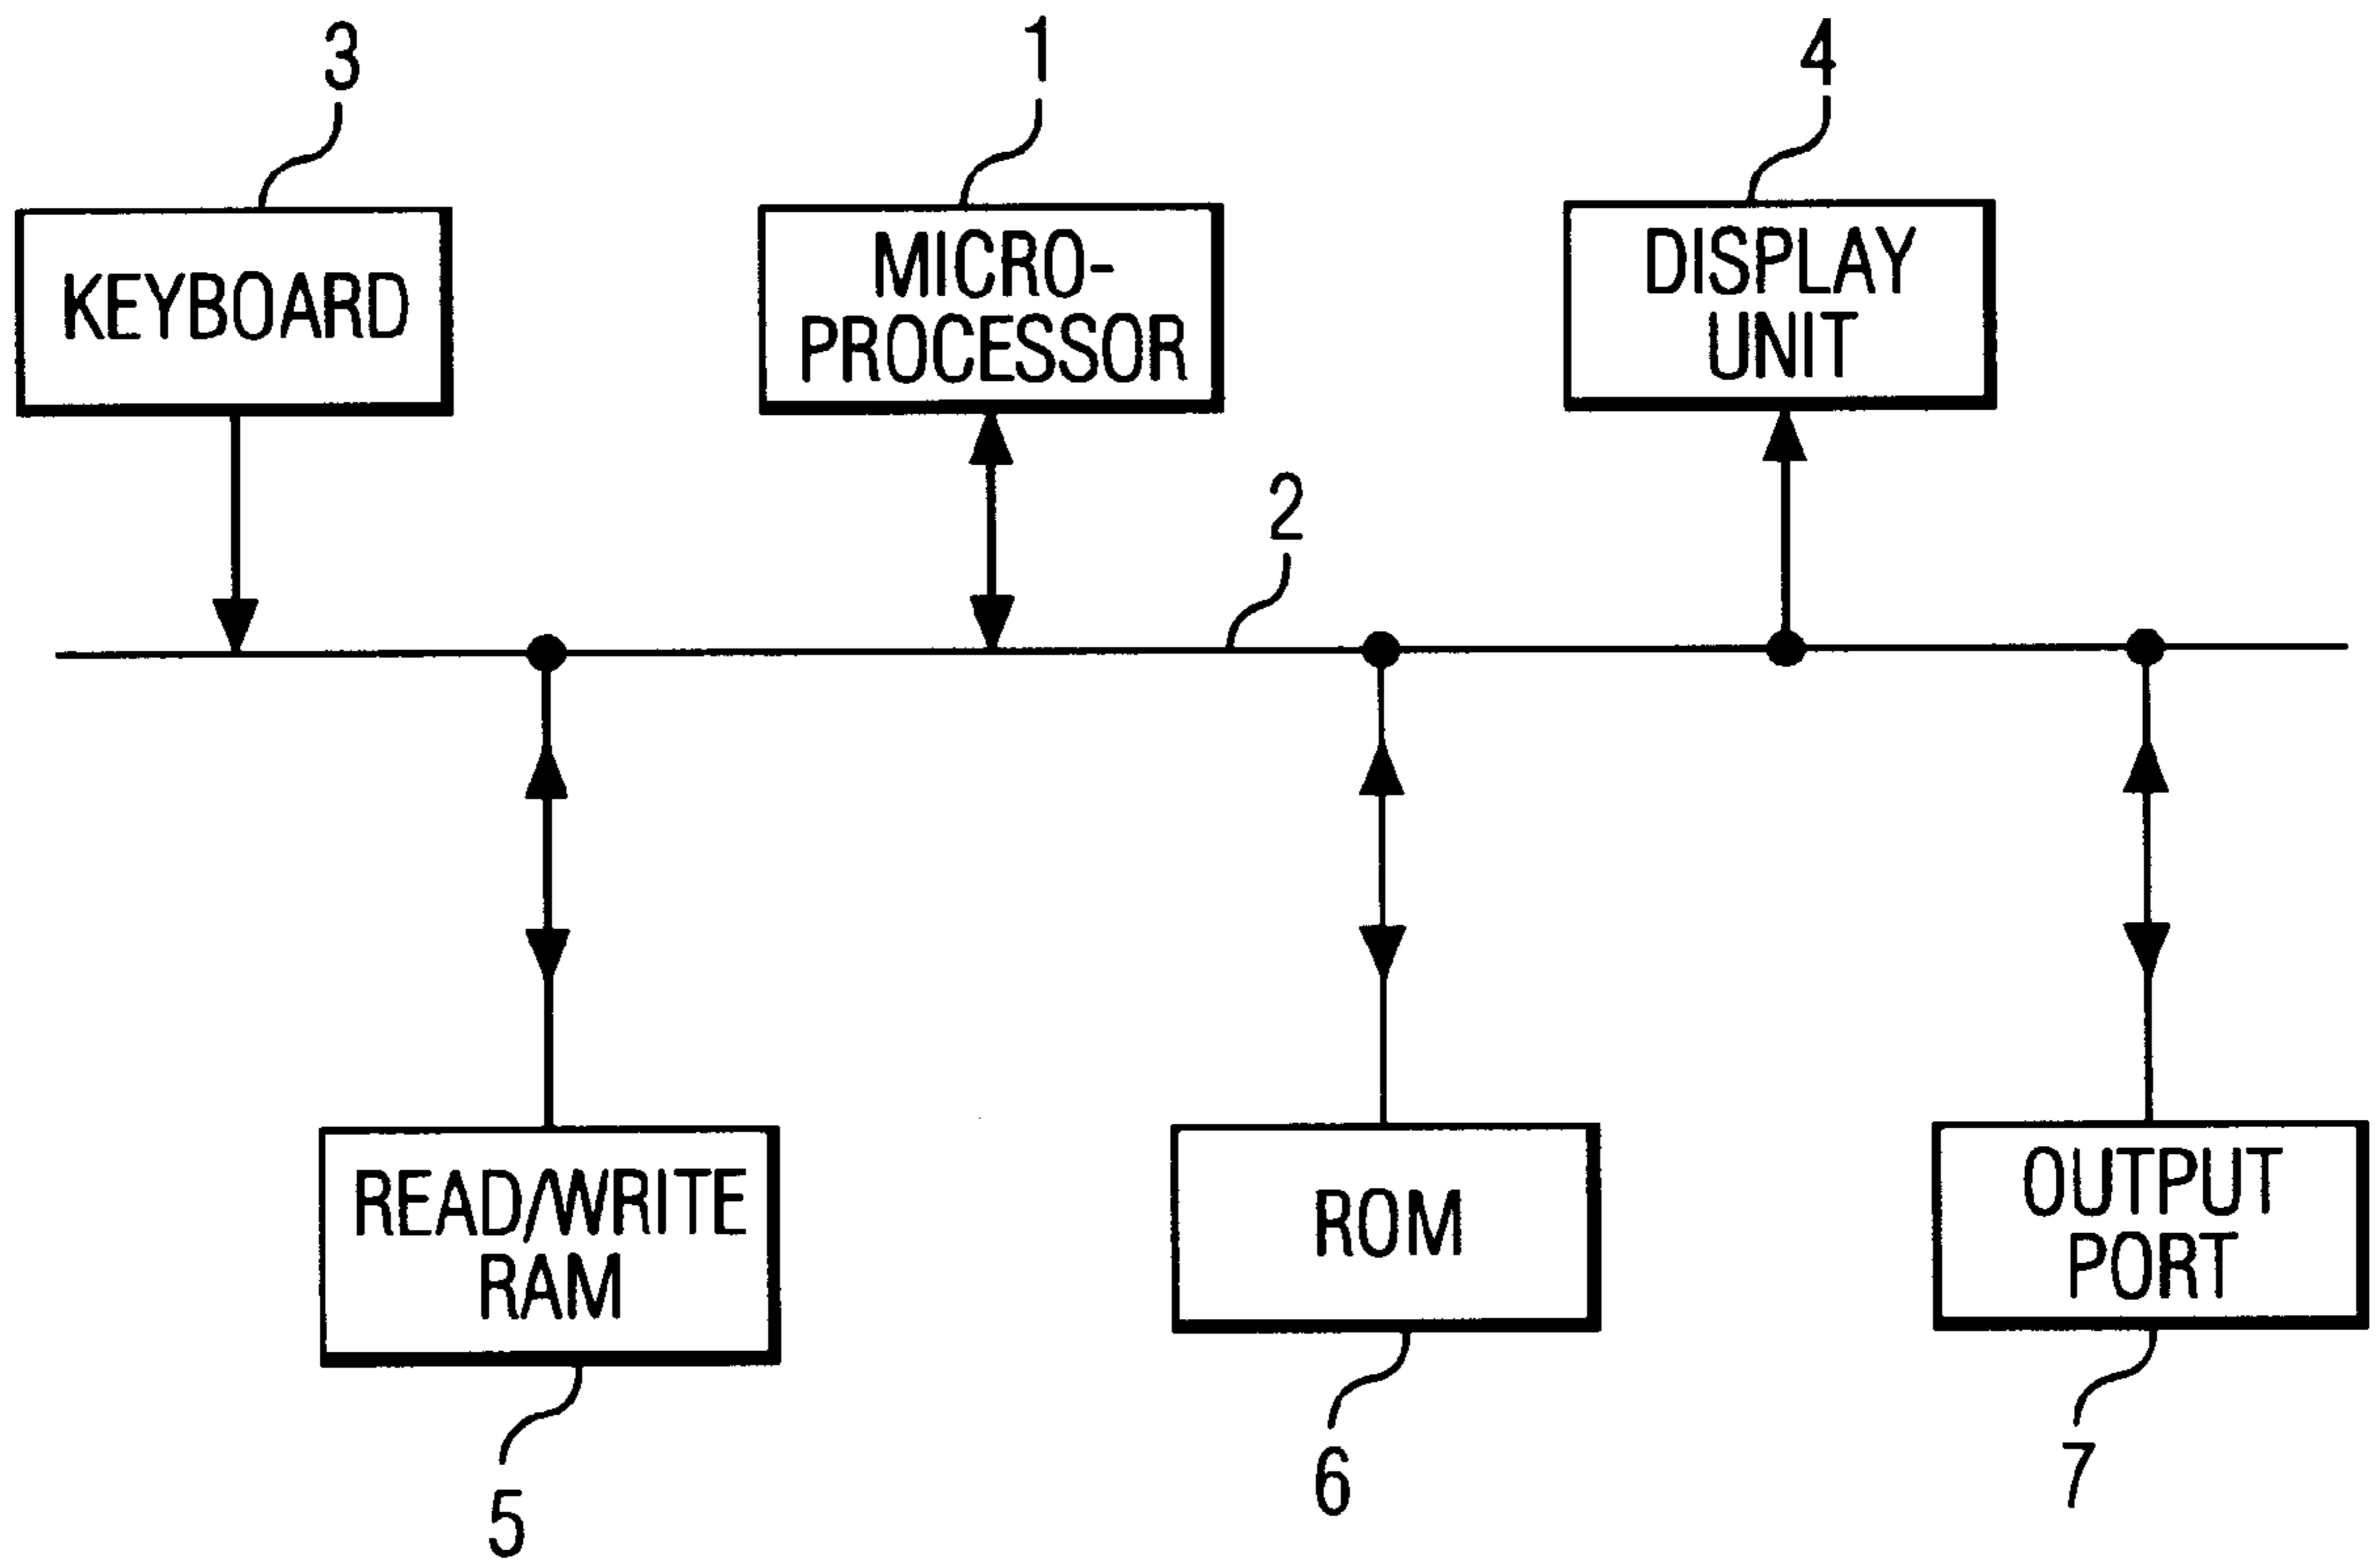 3
1
4
KEYBOARD
MICRO-
PROCESSOR
DISPLAY
UNIT
2
READ/WRITE
RAM
ROM
OUTPUT
PORT
5
6
7